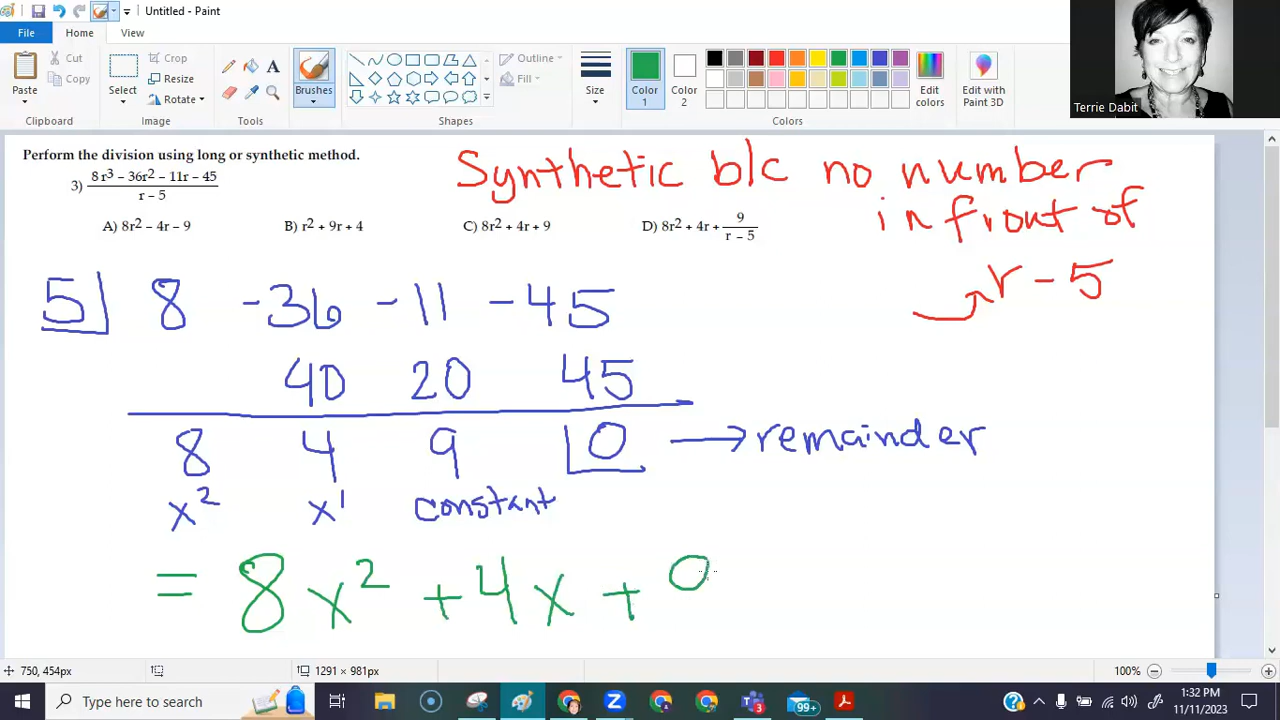 Untitled - Paint
File Home View
Paste Cut Copy Clipboard
Select Crop Resize Rotate Image
Tools
Brushes
Outline Fill Shapes
Size
Color 1 Color 2 Colors
Edit colors
Edit with Paint 3D
Terrie Dabit
Perform the division using long or synthetic method.
3) 8r³ − 36r² − 11r − 45
r − 5
A) 8r² − 4r − 9 B) r² + 9r + 4 C) 8r² + 4r + 9 D) 8r² + 4r + 9/(r − 5)
Synthetic b/c no number
in front of
r - 5
5 8 -36 -11 -45
40 20 45
8 4 9 0 → remainder
x² x¹ constant
= 8x² + 4x + 0
750, 454px 1291 × 981px 100%
Type here to search
99+
3
1:32 PM
11/11/2023